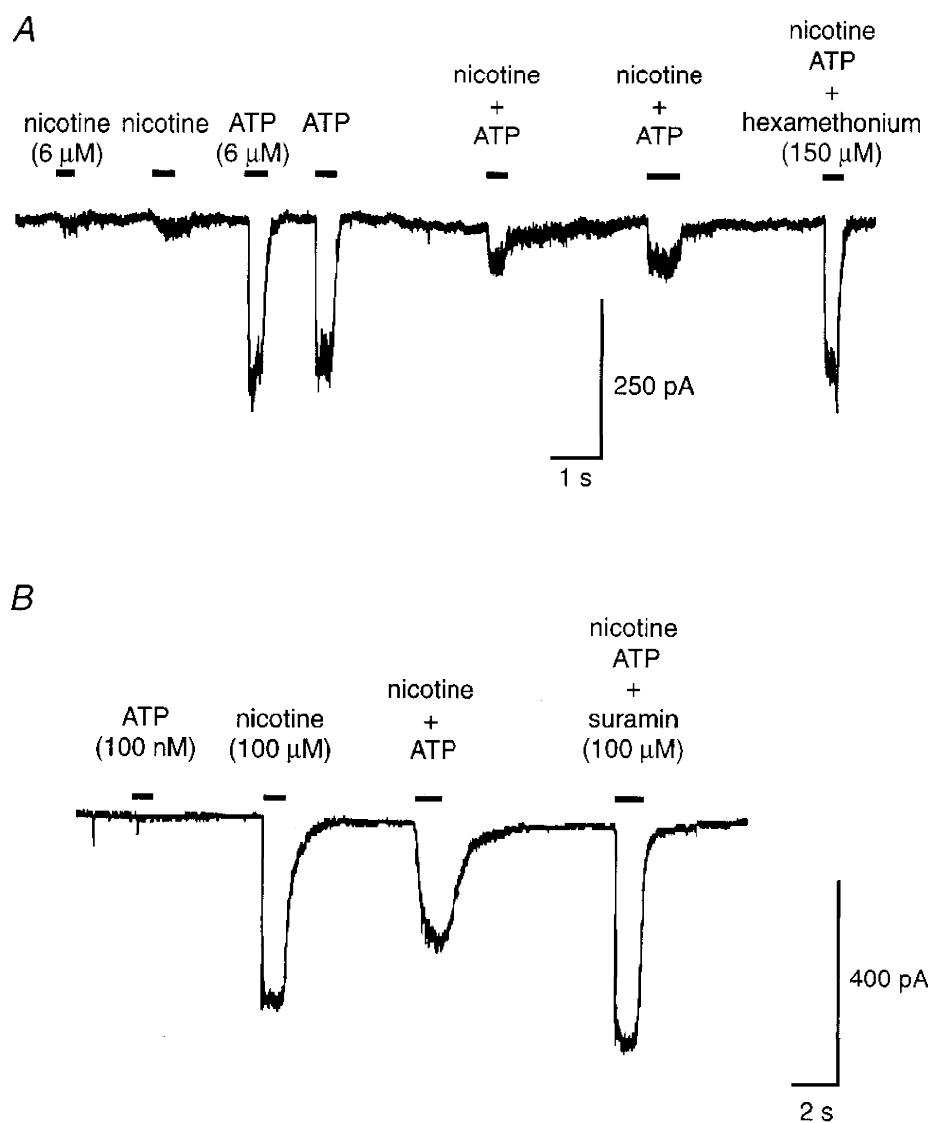 A
nicotine
(6 µM)
nicotine
ATP
(6 µM)
ATP
nicotine
+
ATP
nicotine
+
ATP
nicotine
ATP
+
hexamethonium
(150 µM)
250 pA
1 s
B
ATP
(100 nM)
nicotine
(100 µM)
nicotine
+
ATP
nicotine
ATP
+
suramin
(100 µM)
400 pA
2 s